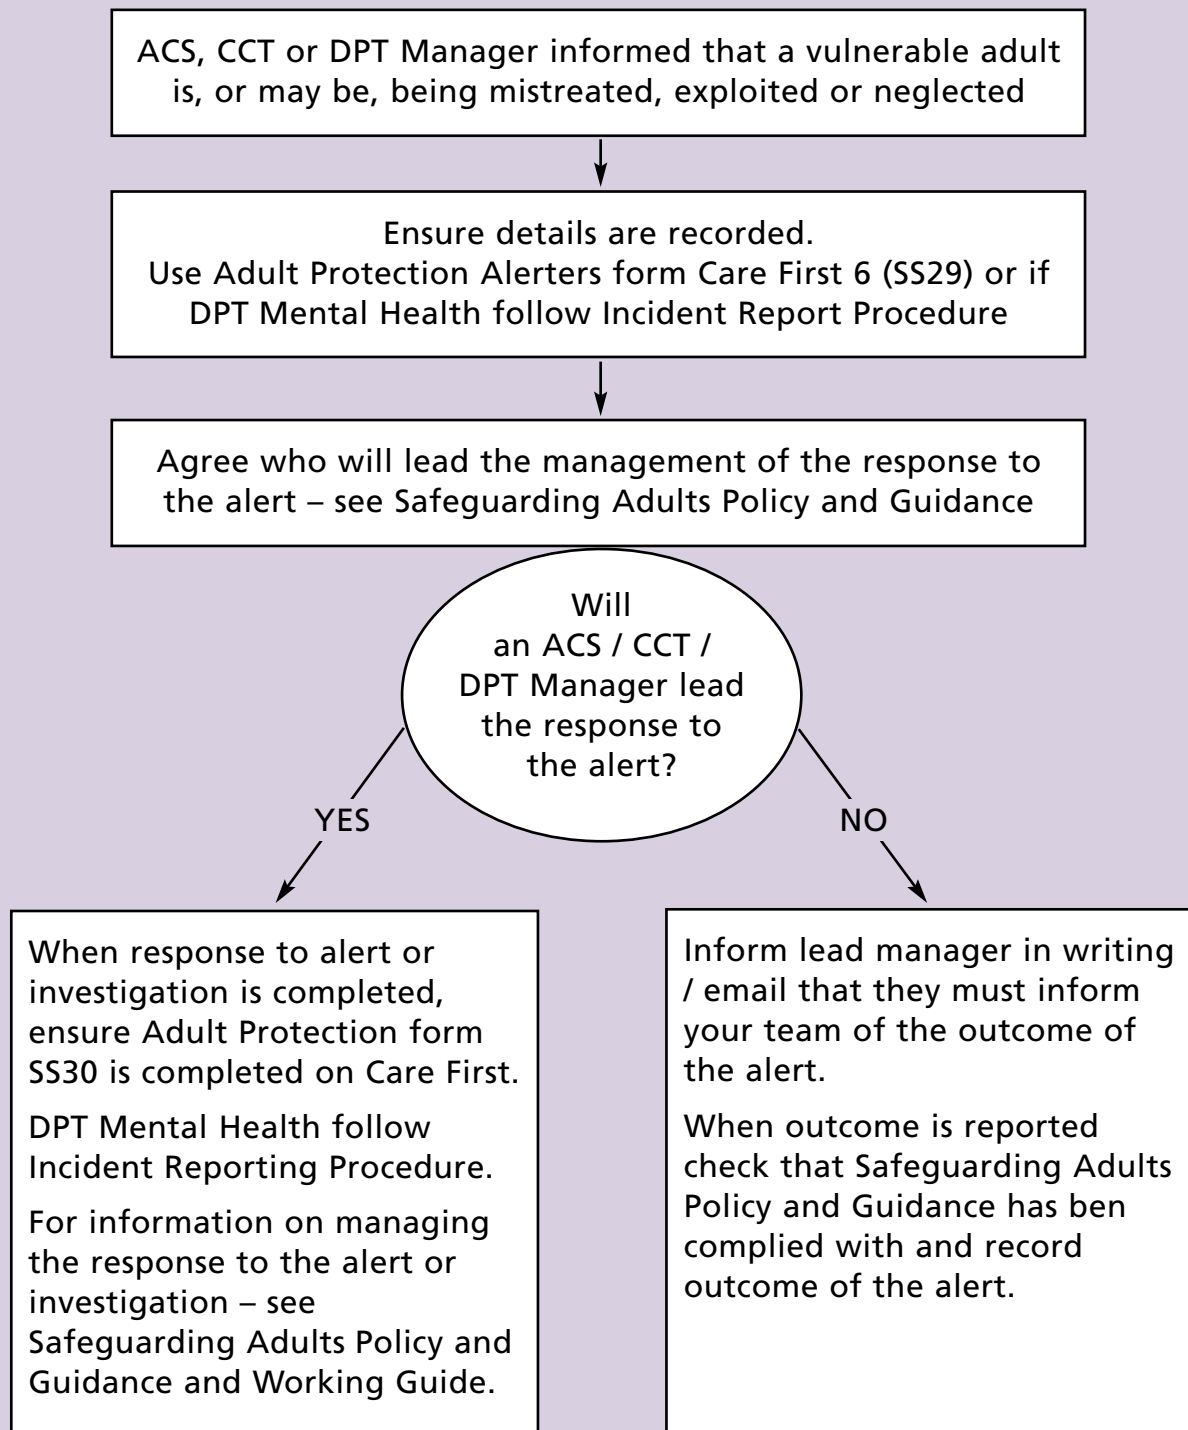 ACS, CCT or DPT Manager informed that a vulnerable adult
is, or may be, being mistreated, exploited or neglected
Ensure details are recorded.
Use Adult Protection Alerters form Care First 6 (SS29) or if
DPT Mental Health follow Incident Report Procedure
Agree who will lead the management of the response to
the alert – see Safeguarding Adults Policy and Guidance
Will
an ACS / CCT /
DPT Manager lead
the response to
the alert?
YES
NO
When response to alert or
investigation is completed,
ensure Adult Protection form
SS30 is completed on Care First.
DPT Mental Health follow
Incident Reporting Procedure.
For information on managing
the response to the alert or
investigation – see
Safeguarding Adults Policy and
Guidance and Working Guide.
Inform lead manager in writing
/ email that they must inform
your team of the outcome of
the alert.
When outcome is reported
check that Safeguarding Adults
Policy and Guidance has ben
complied with and record
outcome of the alert.